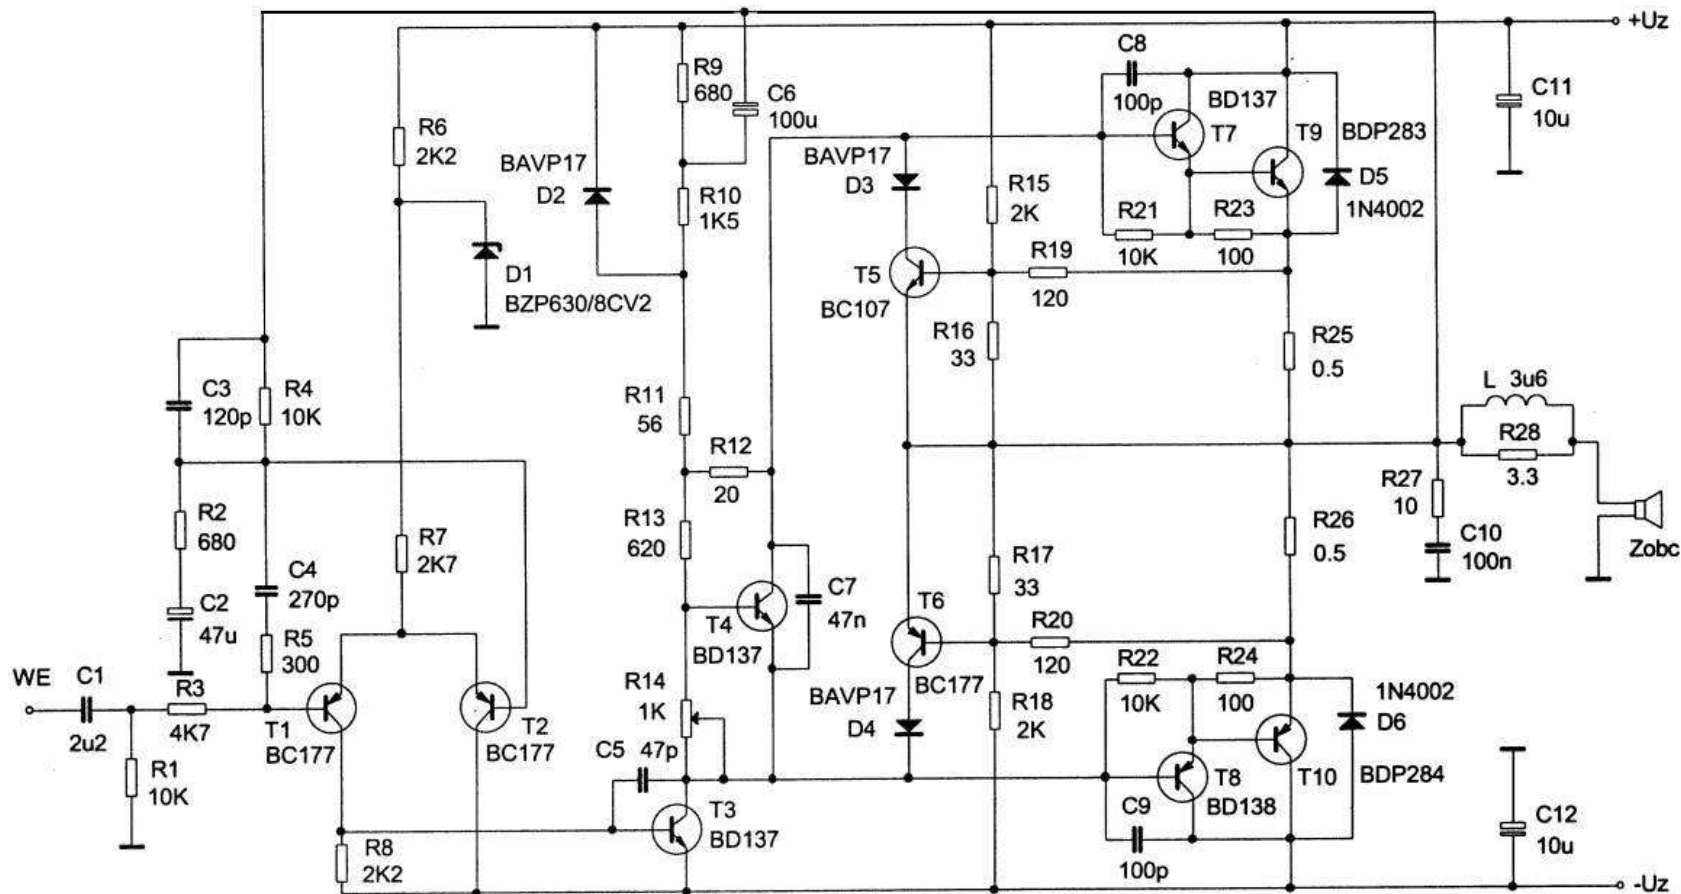 +Uz
C8
100p
BD137
T7
T9
BDP283
C11
10u
R9
680
C6
100u
R6
2K2
BAVP17
D2
R10
1K5
BAVP17
D3
R15
2K
D5
1N4002
R21
10K
R23
100
D1
BZP630/8CV2
T5
BC107
R19
120
R16
33
R25
0.5
C3
120p
R4
10K
R11
56
L 3u6
R28
3.3
R12
20
R27
10
R2
680
R13
620
R26
0.5
C10
100n
Zobc
R7
2K7
C4
270p
C2
47u
R5
300
T4
BD137
C7
47n
T6
BC177
R17
33
R20
120
WE
C1
2u2
R3
4K7
T1
BC177
T2
BC177
R14
1K
BAVP17
D4
R18
2K
R22
10K
R24
100
1N4002
D6
R1
10K
C5
47p
T8
BD138
T10
BDP284
T3
BD137
C9
100p
C12
10u
R8
2K2
-Uz